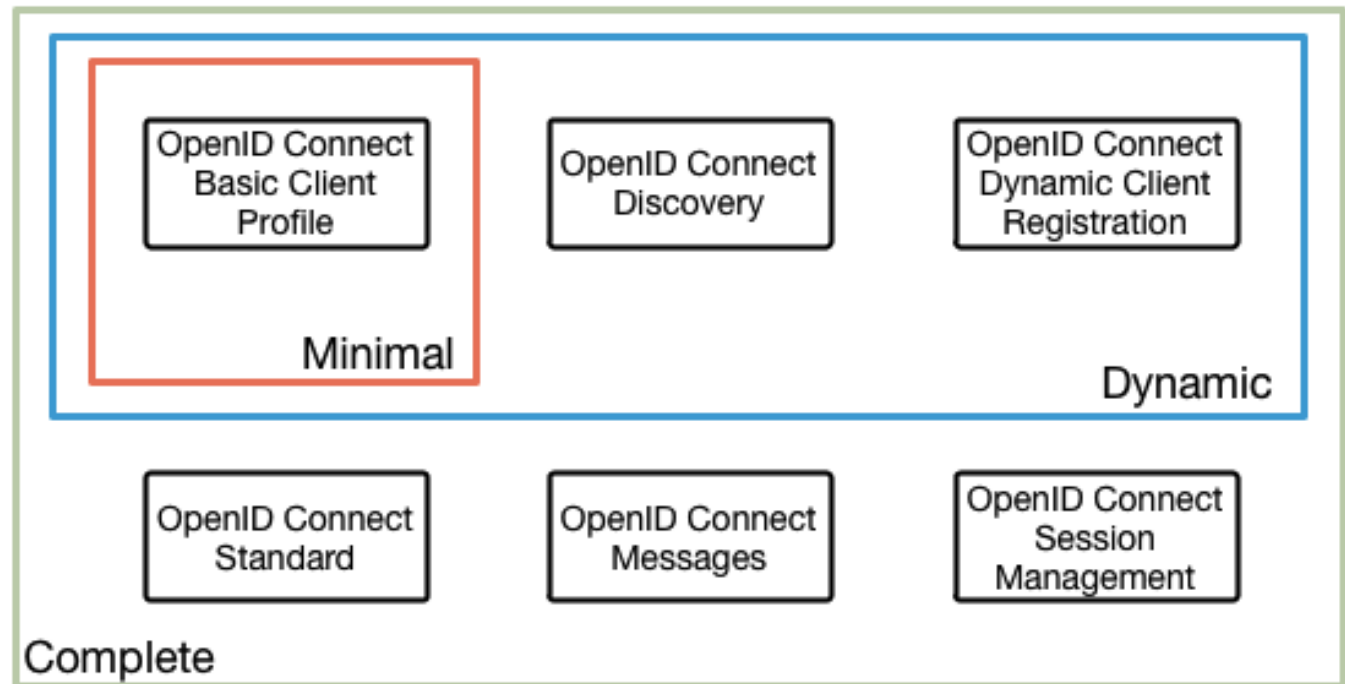 OpenID Connect
Basic Client
Profile
OpenID Connect
Discovery
OpenID Connect
Dynamic Client
Registration
Minimal
Dynamic
OpenID Connect
Standard
OpenID Connect
Messages
OpenID Connect
Session
Management
Complete